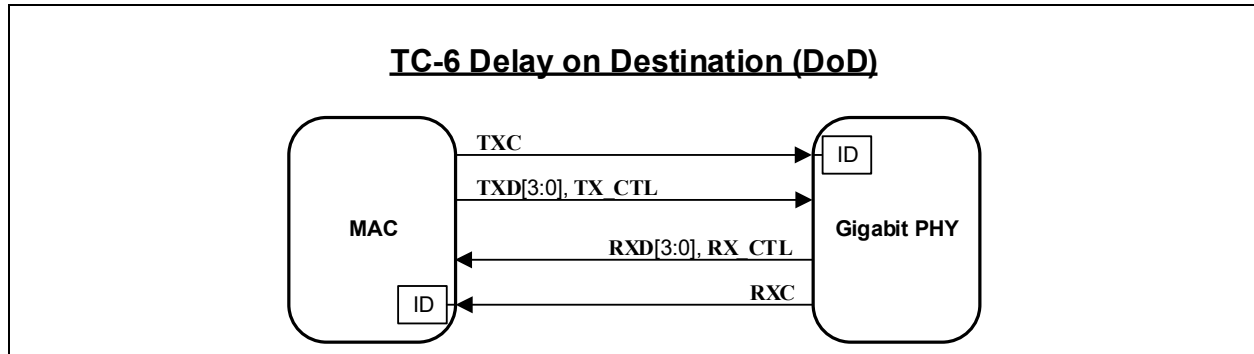 TC-6 Delay on Destination (DoD)
TXC
ID
TXD[3:0], TX_CTL
MAC
Gigabit PHY
RXD[3:0], RX_CTL
ID
RXC